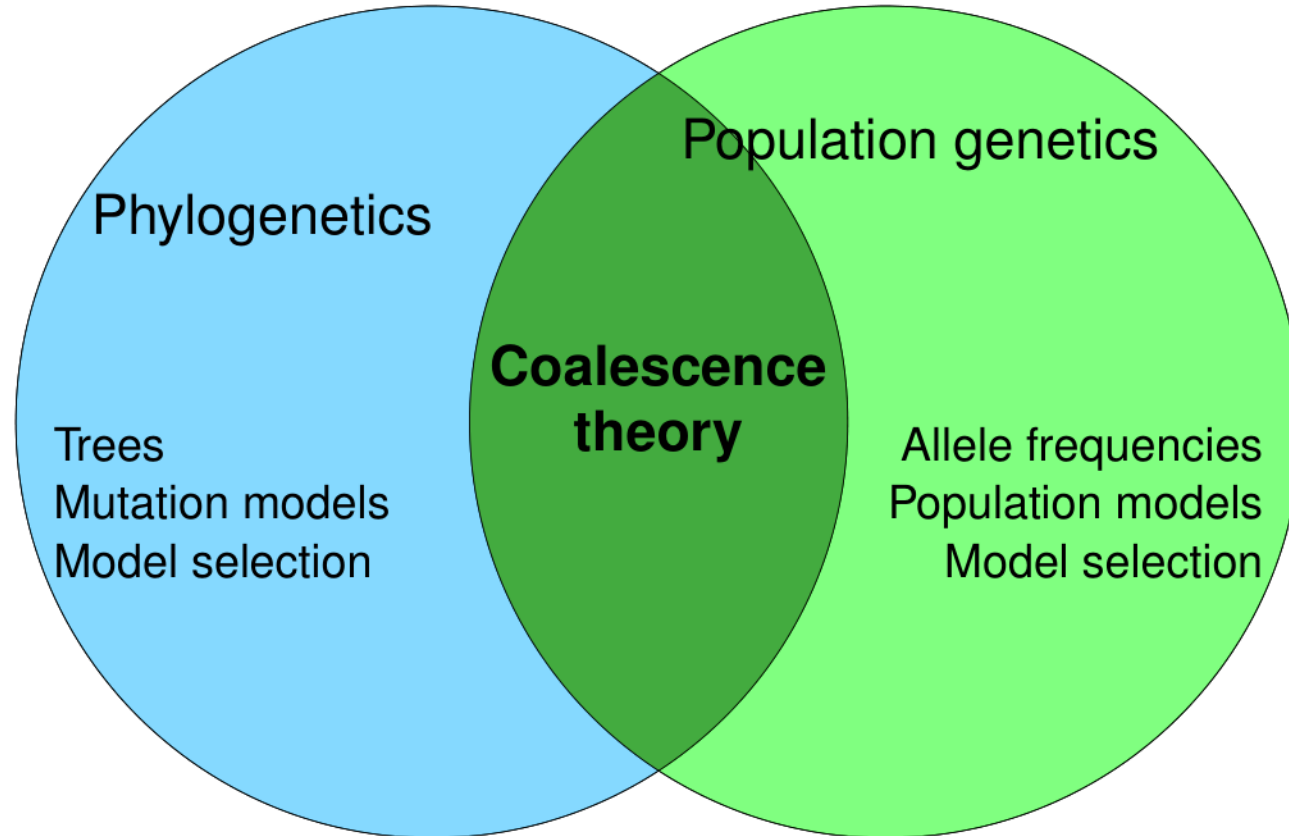 Population genetics
Phylogenetics
Coalescence
theory
Trees
Mutation models
Model selection
Allele frequencies
Population models
Model selection